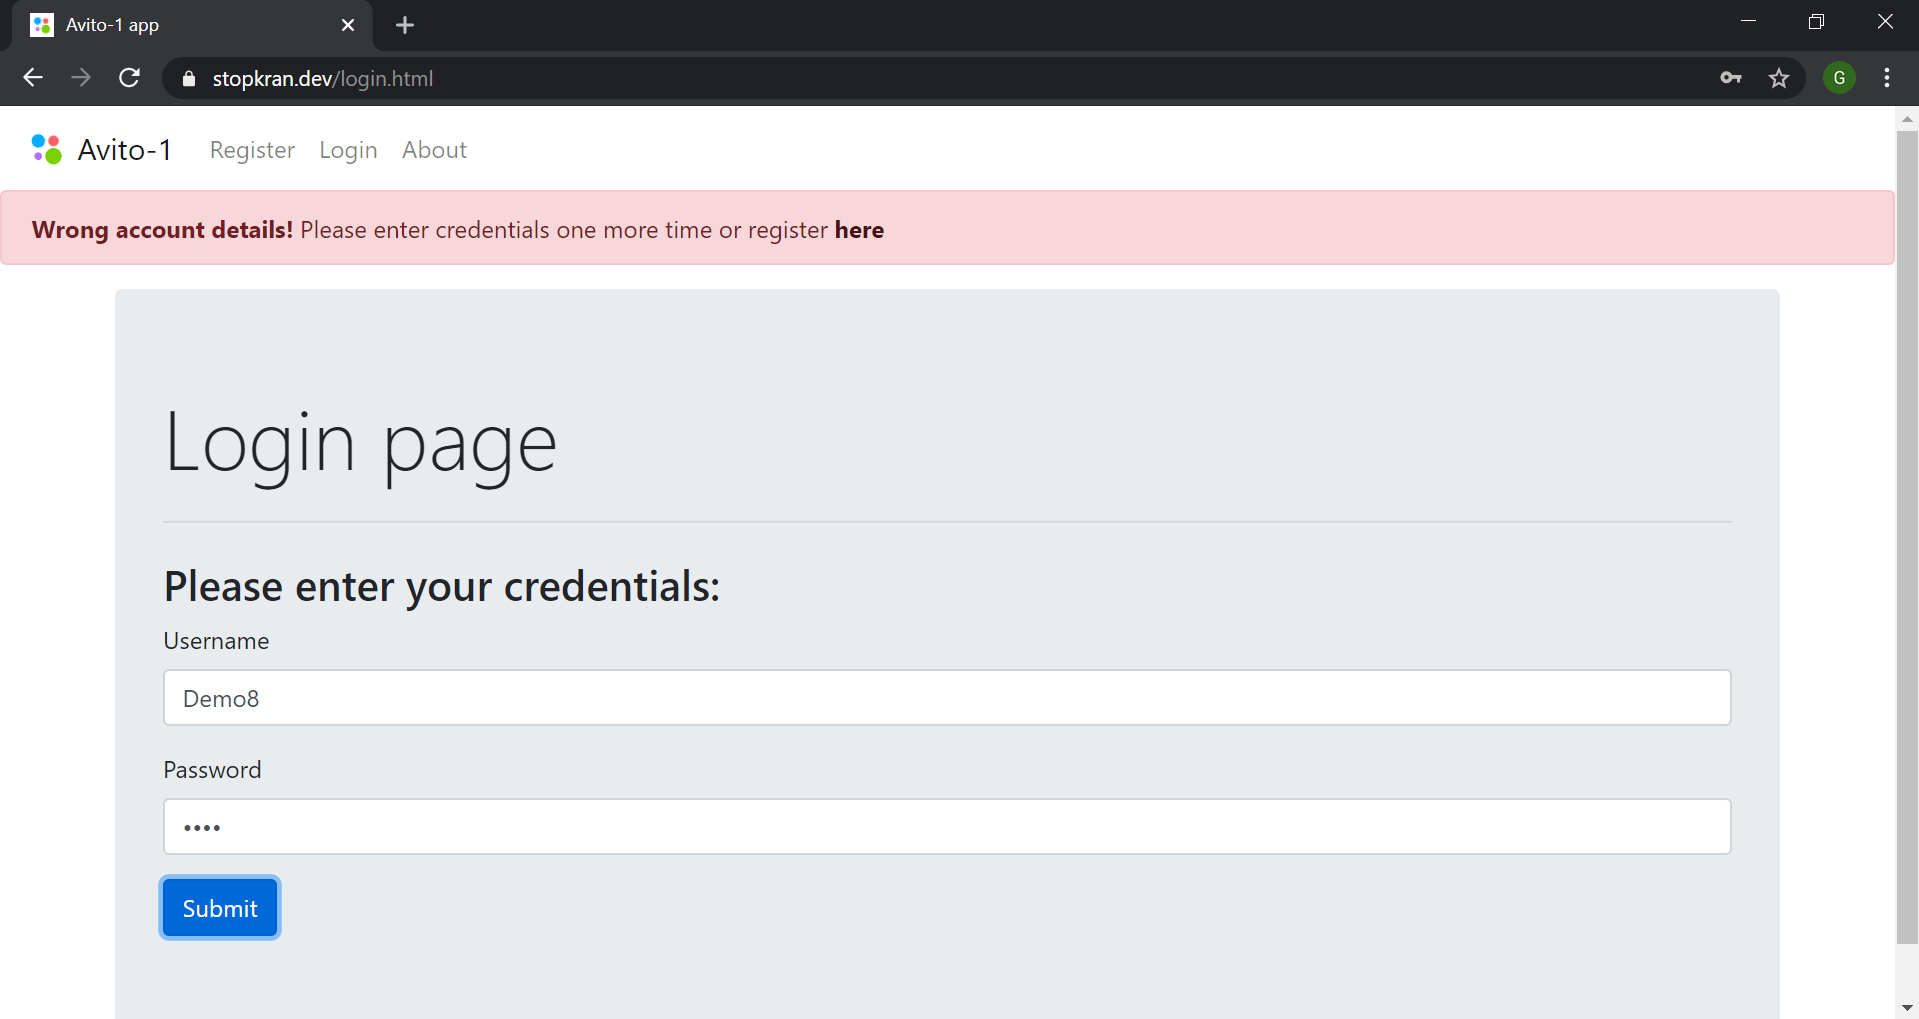 Avito-1 app
stopkran.dev/login.html
G
Avito-1 Register Login About
Wrong account details! Please enter credentials one more time or register here
Login page
Please enter your credentials:
Username
Demo8
Password
••••
Submit